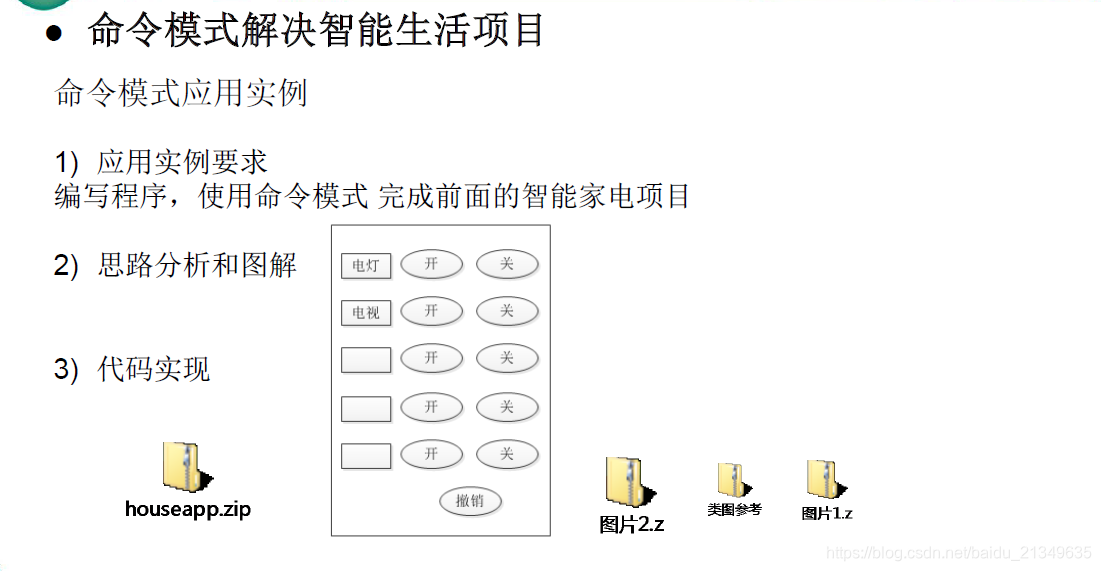 ● 命令模式解决智能生活项目
命令模式应用实例
1) 应用实例要求
编写程序，使用命令模式 完成前面的智能家电项目
2) 思路分析和图解
3) 代码实现
houseapp.zip
电灯 开 关
电视 开 关
开 关
开 关
开 关
撤销
图片2.z
类图参考
图片1.z
https://blog.csdn.net/baidu_21349635